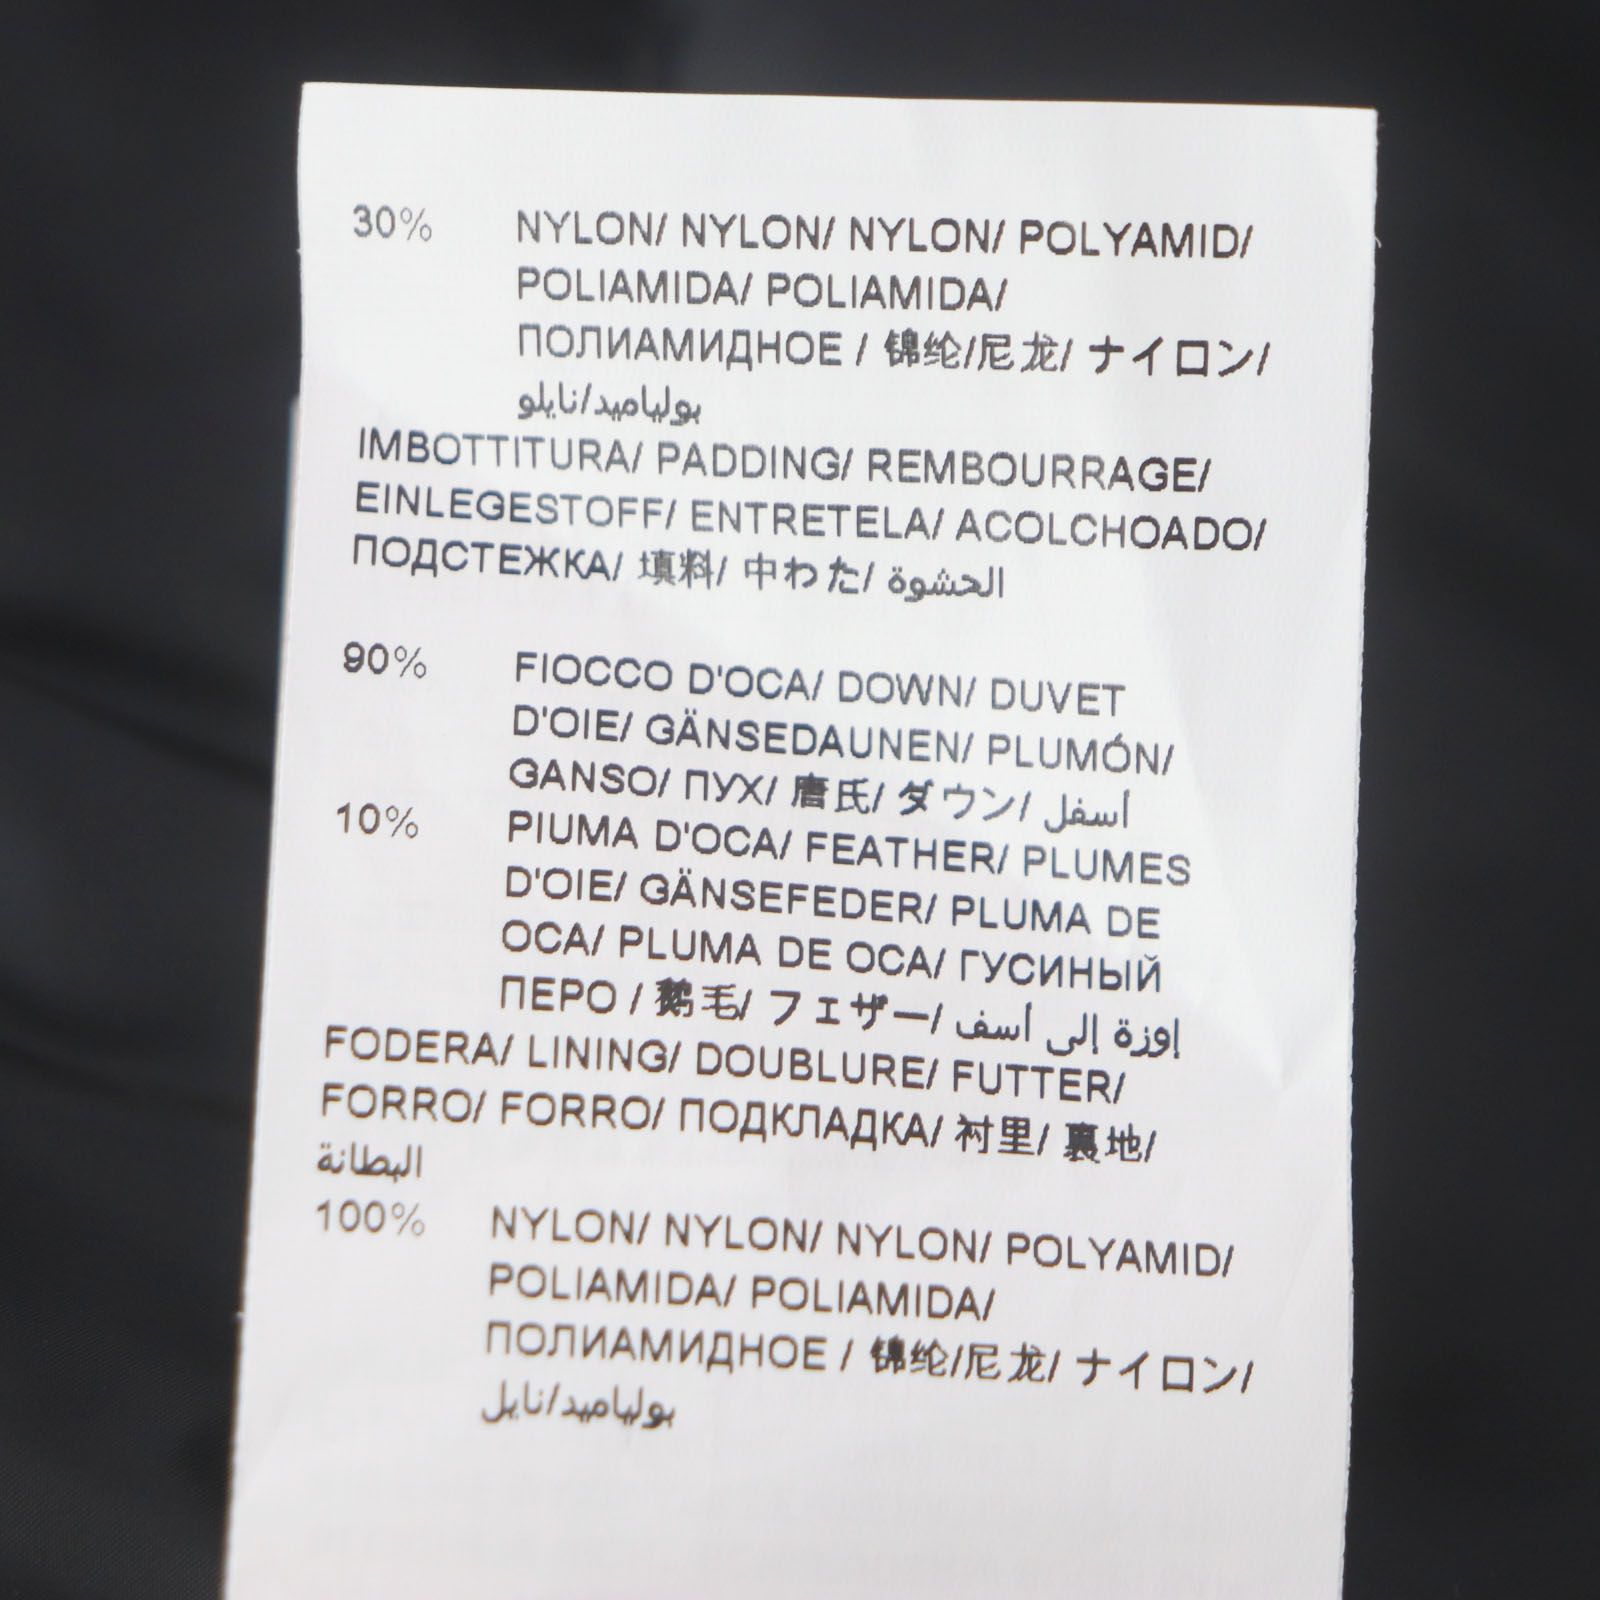 30% NYLON/ NYLON/ NYLON/ POLYAMID/
POLIAMIDA/ POLIAMIDA/
ПОЛИАМИДНОЕ / 锦纶/尼龙/ ナイロン/
بولياميد/نايلو
IMBOTTITURA/ PADDING/ REMBOURRAGE/
EINLEGESTOFF/ ENTRETELA/ ACOLCHOADO/
ПОДСТЕЖКА/ 填料/ 中わた/ الحشوة
90% FIOCCO D'OCA/ DOWN/ DUVET
D'OIE/ GÄNSEDAUNEN/ PLUMÓN/
GANSO/ ПУХ/ 唐氏/ ダウン/ أسفل
10% PIUMA D'OCA/ FEATHER/ PLUMES
D'OIE/ GÄNSEFEDER/ PLUMA DE
OCA/ PLUMA DE OCA/ ГУСИНЫЙ
ПЕРО / 鹅毛/ フェザー/ إوزة إلى أسف
FODERA/ LINING/ DOUBLURE/ FUTTER/
FORRO/ FORRO/ ПОДКЛАДКА/ 衬里/ 裏地/
البطانة
100% NYLON/ NYLON/ NYLON/ POLYAMID/
POLIAMIDA/ POLIAMIDA/
ПОЛИАМИДНОЕ / 锦纶/尼龙/ ナイロン/
بولياميد/نايل